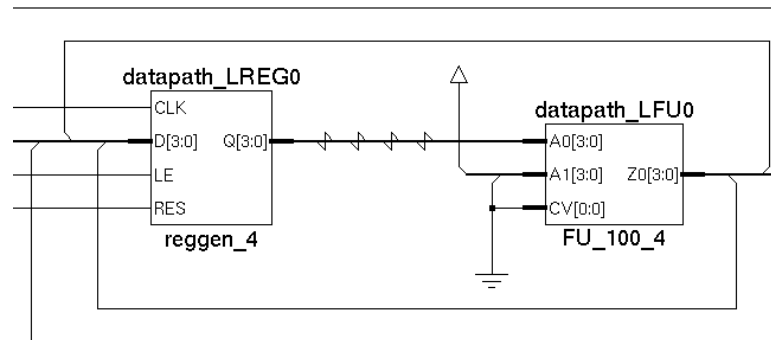 datapath_LREG0
CLK
D[3:0] Q[3:0]
LE
RES
reggen_4
datapath_LFU0
A0[3:0]
A1[3:0] Z0[3:0]
CV[0:0]
FU_100_4